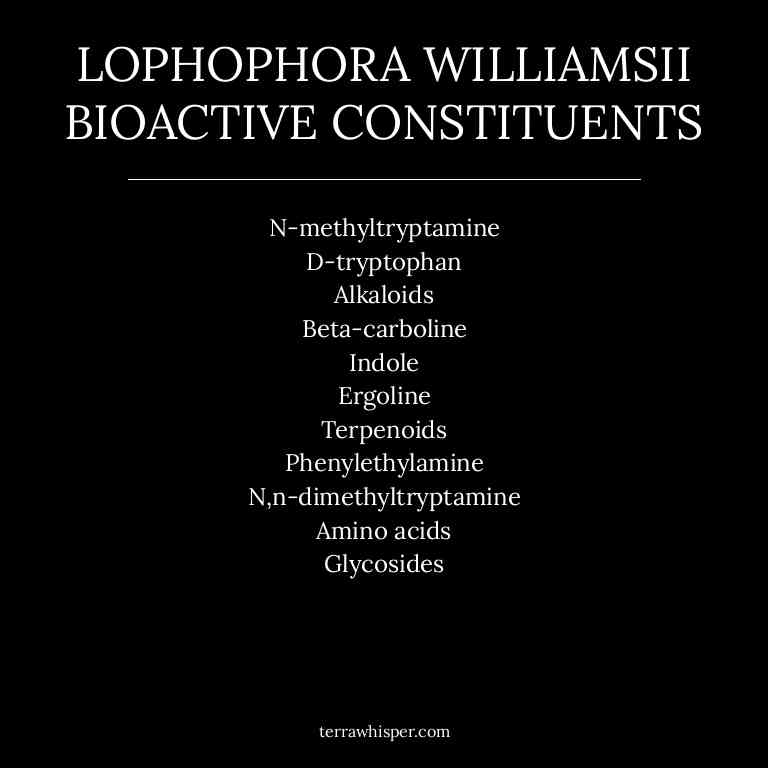 LOPHOPHORA WILLIAMSII
BIOACTIVE CONSTITUENTS
N-methyltryptamine
D-tryptophan
Alkaloids
Beta-carboline
Indole
Ergoline
Terpenoids
Phenylethylamine
N,n-dimethyltryptamine
Amino acids
Glycosides
terrawhisper.com